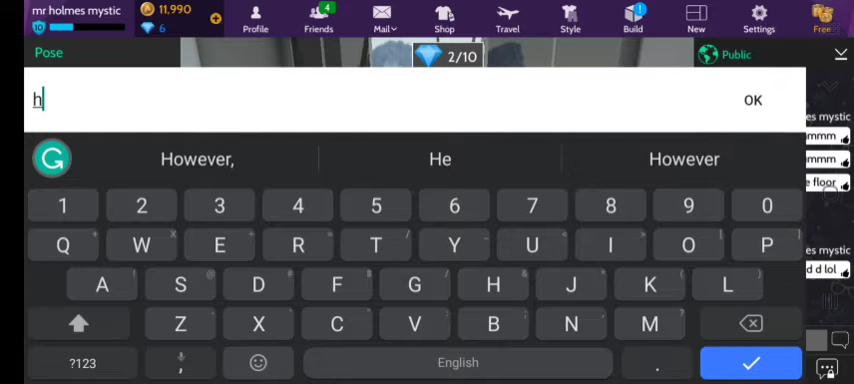 mr holmes mystic
10
11,990
6
Profile
4
Friends
Mail
Shop
Travel
Style
!
Build
New
Settings
Free
Pose
2/10
Public
h
OK
es mystic
mmm
mmm
e floor
es mystic
d d lol
G
However,
He
However
1 2 3 4 5 6 7 8 9 0
Q W E R T Y U I O P
A S D F G H J K L
Z X C V B N M
?123
,
English
.